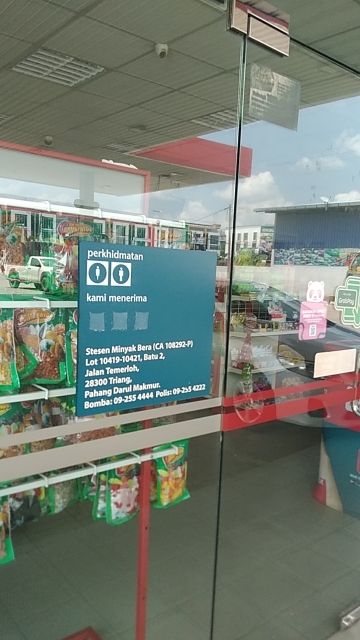 perkhidmatan
kami menerima
Stesen Minyak Bera (CA 108292-P)
Lot 10419-10421, Batu 2,
Jalan Temerloh,
28300 Triang,
Pahang Darul Makmur.
Bomba: 09-255 4444 Polis: 09-255 4222
GrabPay